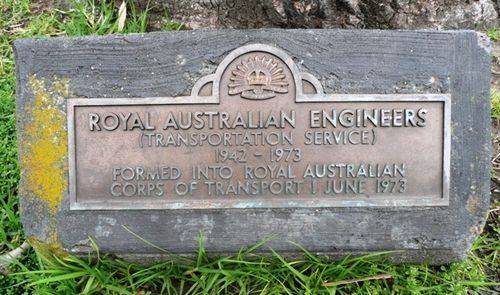 ROYAL AUSTRALIAN ENGINEERS
(TRANSPORTATION SERVICE)
1942 - 1973
FORMED INTO ROYAL AUSTRALIAN
CORPS OF TRANSPORT 1 JUNE 1973